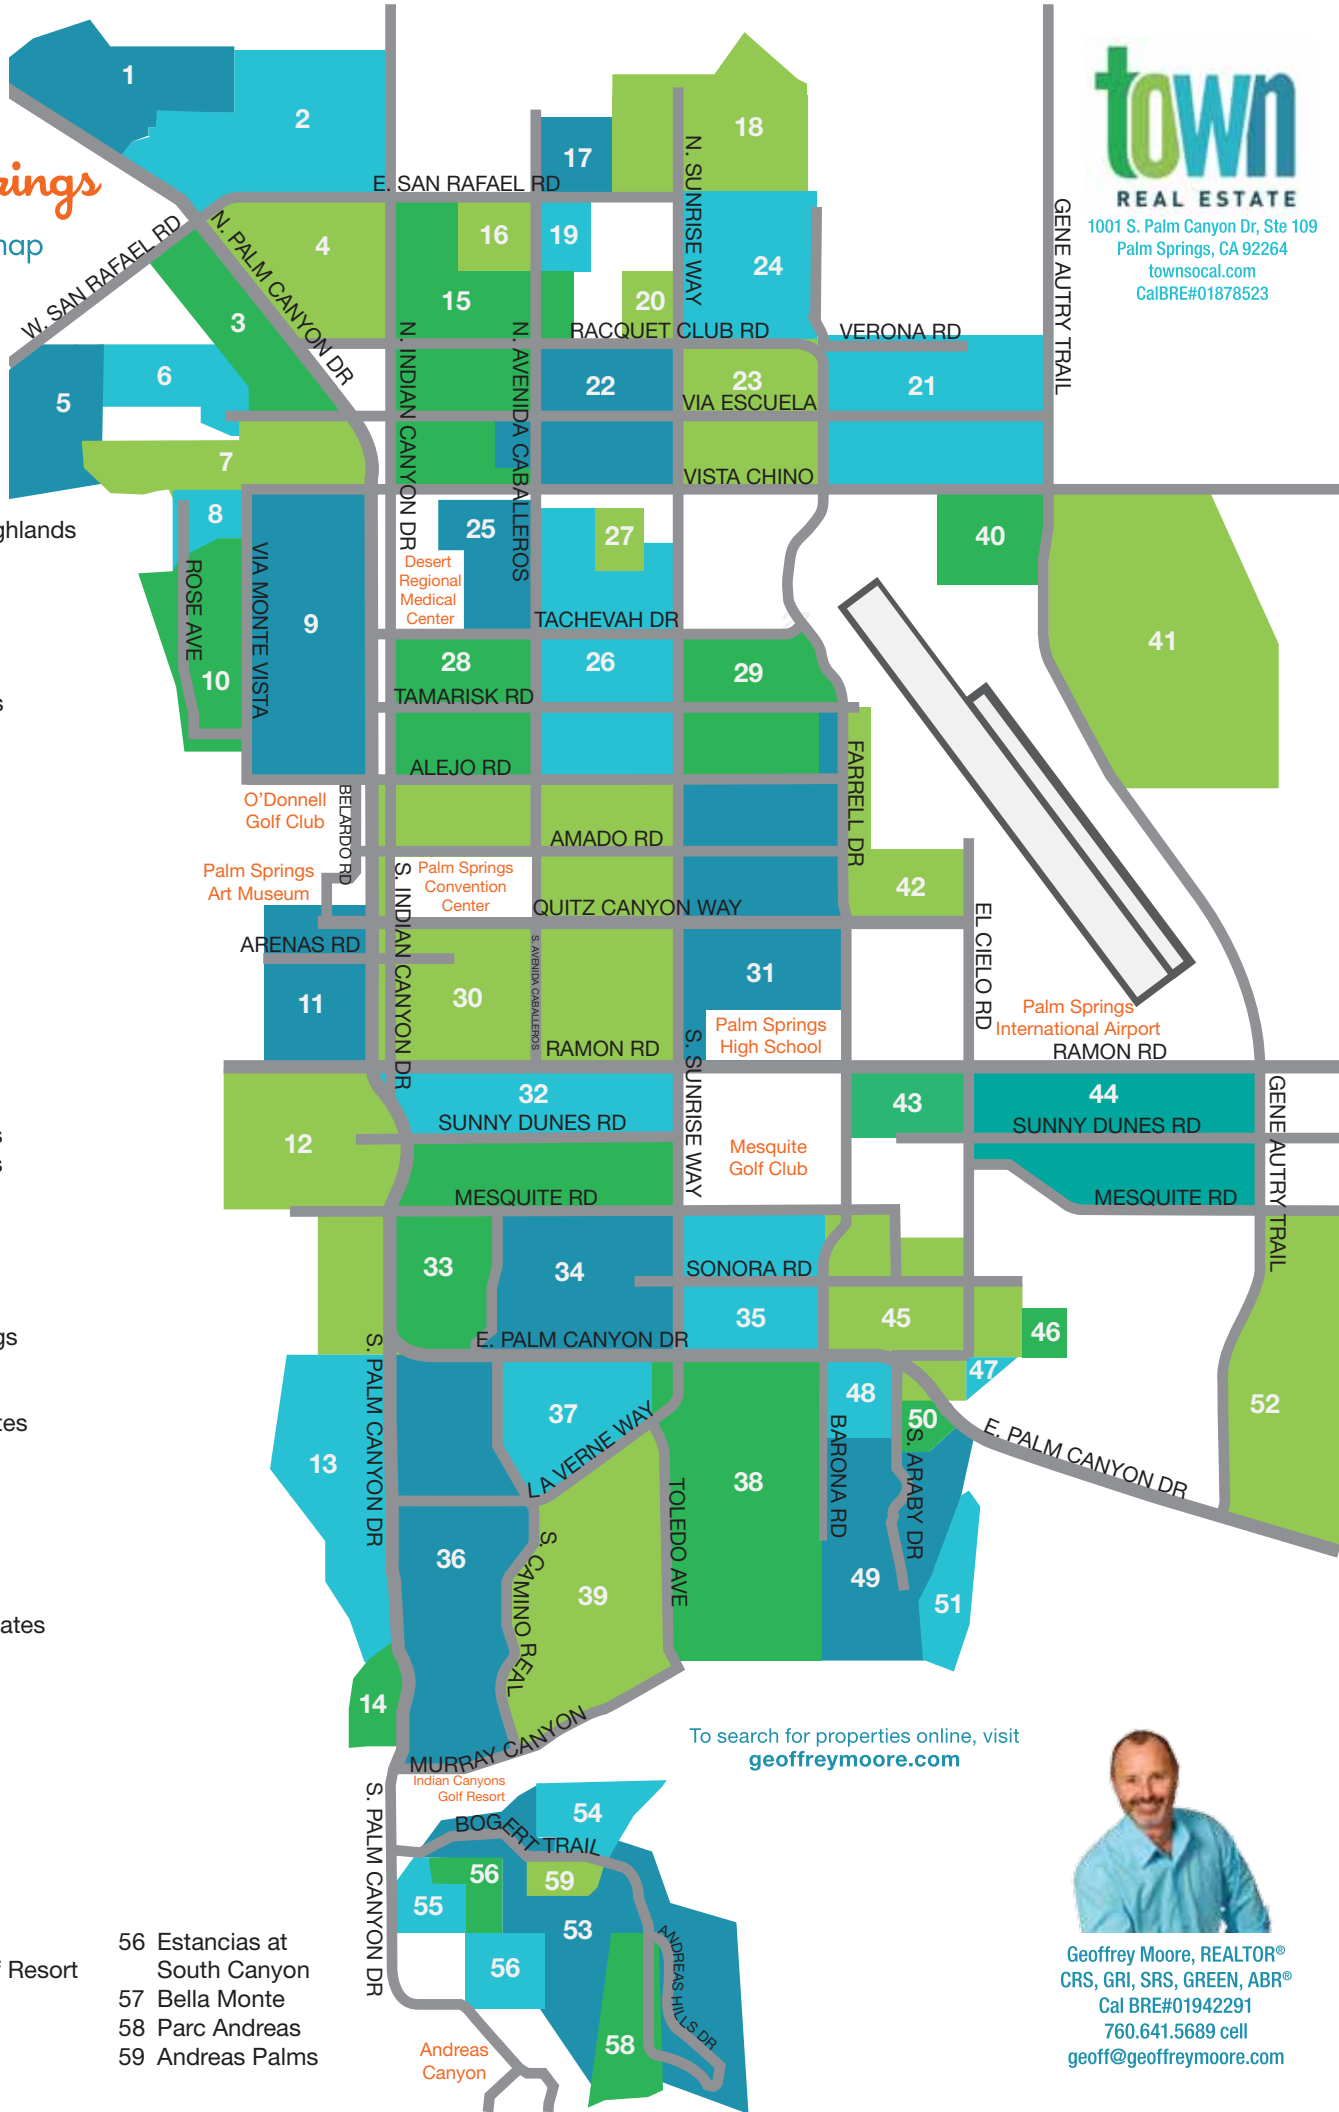 1
2
town
REAL ESTATE
1001 S. Palm Canyon Dr, Ste 109
Palm Springs, CA 92264
townsocal.com
CalBRE#01878523
rings
map
18
17
E. SAN RAFAEL RD
N. SUNRISE WAY
GENE AUTRY TRAIL
W. SAN RAFAEL RD
N. PALM CANYON DR
4
16
19
24
15
20
3
N. INDIAN CANYON DR
N. AVENIDA CABALLEROS
RACQUET CLUB RD
VERONA RD
5
6
22
23
21
VIA ESCUELA
7
VISTA CHINO
8
ghlands
25
27
40
Desert
Regional
Medical
Center
ROSE AVE
VIA MONTE VISTA
9
TACHEVAH DR
41
28
26
29
10
TAMARISK RD
s
ALEJO RD
FARRELL DR
O'Donnell
Golf Club
BELARDO RD
AMADO RD
Palm Springs
Art Museum
S. INDIAN CANYON DR
Palm Springs
Convention
Center
42
QUITZ CANYON WAY
ARENAS RD
S. AVENIDA CABALLEROS
EL CIELO RD
11
30
31
Palm Springs
International Airport
Palm Springs
High School
RAMON RD
RAMON RD
S. SUNRISE WAY
32
43
44
GENE AUTRY TRAIL
SUNNY DUNES RD
SUNNY DUNES RD
s
s
12
Mesquite
Golf Club
MESQUITE RD
MESQUITE RD
33
34
SONORA RD
35
45
46
gs
E. PALM CANYON DR
S. PALM CANYON DR
47
37
48
50
52
tes
LA VERNE WAY
E. PALM CANYON DR
13
38
BARONA RD
S. ARABY DR
TOLEDO AVE
36
S. CAMINO REAL
39
49
51
ates
14
MURRAY CANYON
To search for properties online, visit
geoffreymoore.com
Indian Canyons
Golf Resort
S. PALM CANYON DR
54
BOGERT TRAIL
56
59
55
53
ANDREAS HILLS DR
56
58
Andreas
Canyon
f Resort
56 Estancias at
South Canyon
57 Bella Monte
58 Parc Andreas
59 Andreas Palms
Geoffrey Moore, REALTOR®
CRS, GRI, SRS, GREEN, ABR®
Cal BRE#01942291
760.641.5689 cell
geoff@geoffreymoore.com